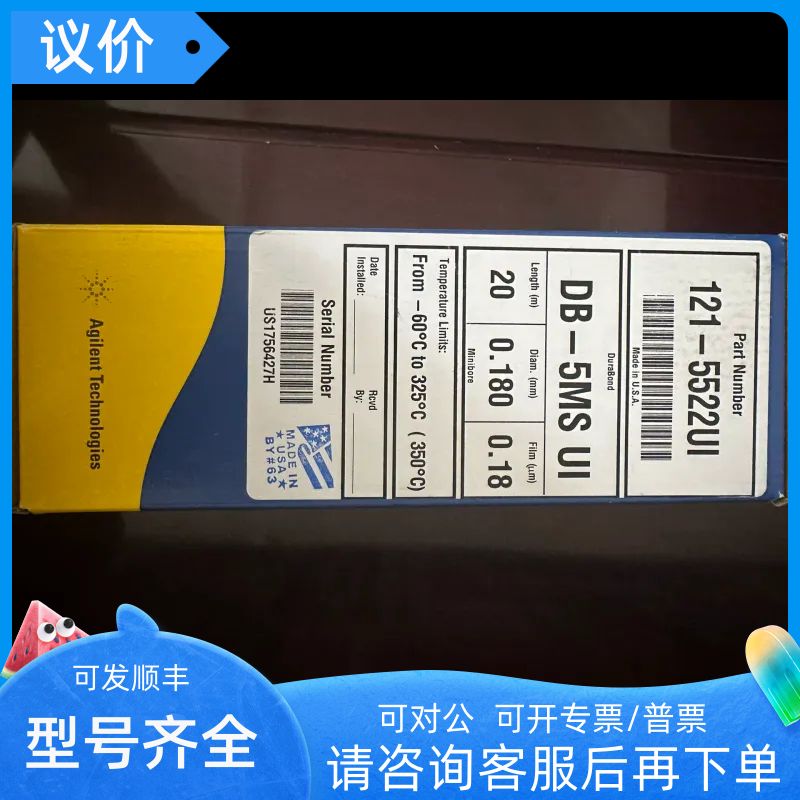 议价
Agilent Technologies
Part Number
121-5522UI
Made in U.S.A.
DuraBond
DB-5MS UI
Length (m)
Diam. (mm)
Film (μm)
20
0.180
0.18
Minibore
Temperature Limits:
From -60°C to 325°C (350°C)
Date
Installed:
Rcvd
By:
Serial Number
US1756427H
MADE IN
USA
BY#63
可发顺丰
型号齐全
可对公 可开专票/普票
请咨询客服后再下单